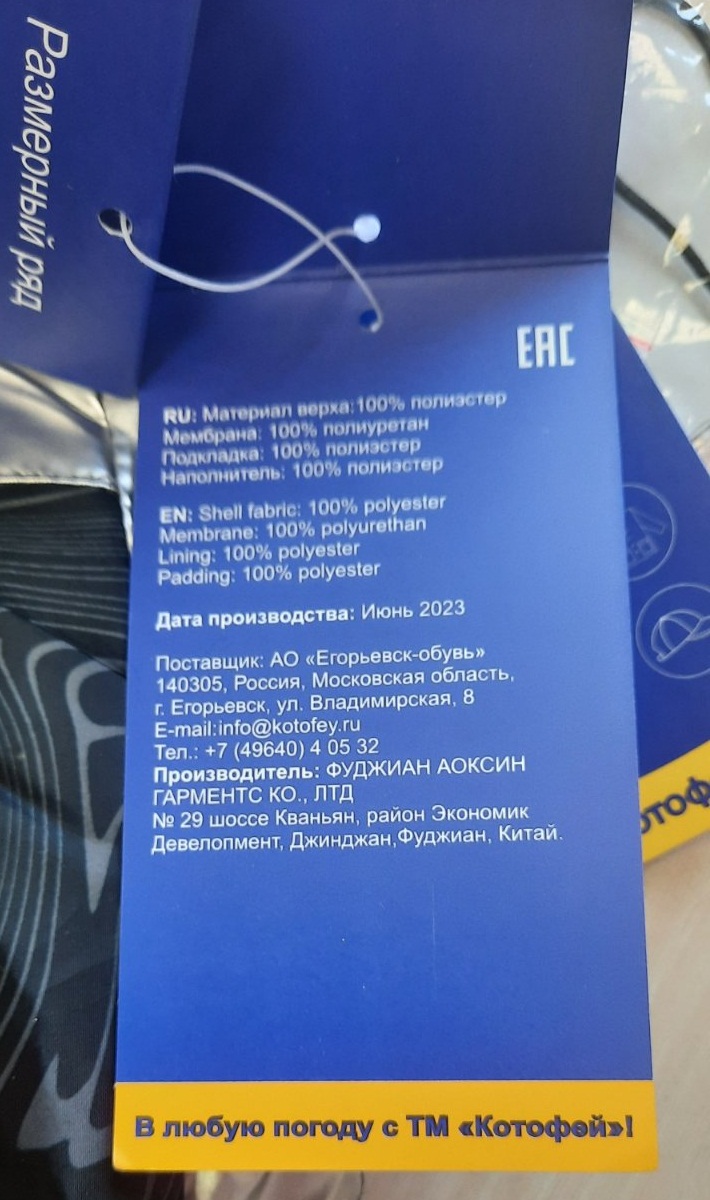 Размерный ряд
EAC
RU: Материал верха:100% полиэстер
Мембрана: 100% полиуретан
Подкладка: 100% полиэстер
Наполнитель: 100% полиэстер
EN: Shell fabric: 100% polyester
Membrane: 100% polyurethan
Lining: 100% polyester
Padding: 100% polyester
Дата производства: Июнь 2023
Поставщик: АО «Егорьевск-обувь»
140305, Россия, Московская область,
г. Егорьевск, ул. Владимирская, 8
E-mail:info@kotofey.ru
Тел.: +7 (49640) 4 05 32
Производитель: ФУДЖИАН АОКСИН
ГАРМЕНТС КО., ЛТД
№ 29 шоссе Кваньян, район Экономик
Девелопмент, Джинджан,Фуджиан, Китай.
В любую погоду с ТМ «Котофей»!